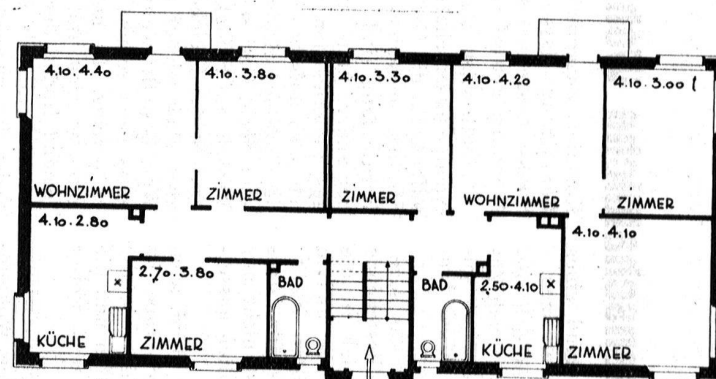 4.10.4.40
4.10.3.80
4.10.3.30
4.10.4.20
4.10.3.00
WOHNZIMMER
ZIMMER
ZIMMER
WOHNZIMMER
ZIMMER
4.10.2.80
4.10.4.10
2.70.3.80
BAD
BAD
2.50.4.10
KÜCHE
ZIMMER
KÜCHE
ZIMMER